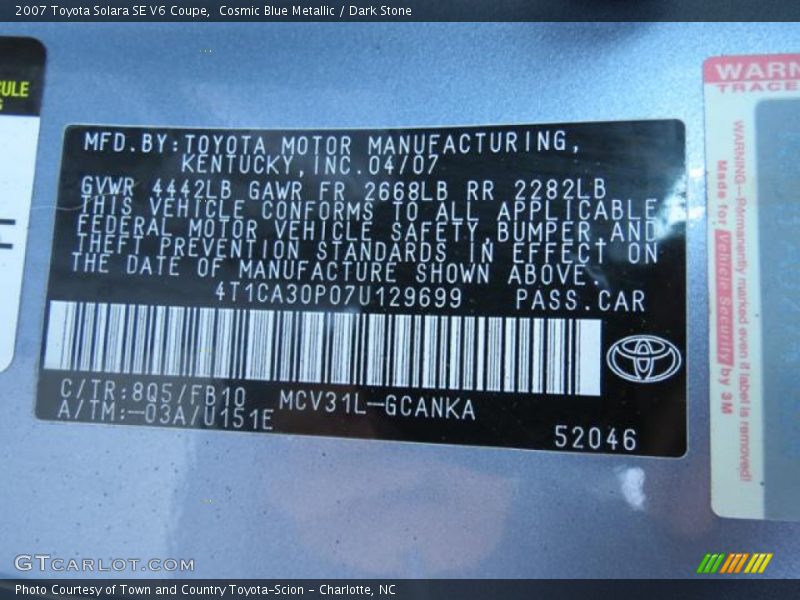 2007 Toyota Solara SE V6 Coupe, Cosmic Blue Metallic / Dark Stone
MFD.BY:TOYOTA MOTOR MANUFACTURING,
KENTUCKY,INC.04/07
GVWR 4442LB GAWR FR 2668LB RR 2282LB
THIS VEHICLE CONFORMS TO ALL APPLICABLE
FEDERAL MOTOR VEHICLE SAFETY,BUMPER,AND
THEFT PREVENTION STANDARDS IN EFFECT ON
THE DATE OF MANUFACTURE SHOWN ABOVE.
4T1CA30P07U129699 PASS.CAR
C/TR:8Q5/FB10 MCV31L-GCANKA
A/TM:-03A/U151E
52046
WARN
TRACE
WARNING—Permanently marked even if label is removed!
Made for Vehicle Security by 3M
GTCARLOT.COM
Photo Courtesy of Town and Country Toyota-Scion - Charlotte, NC